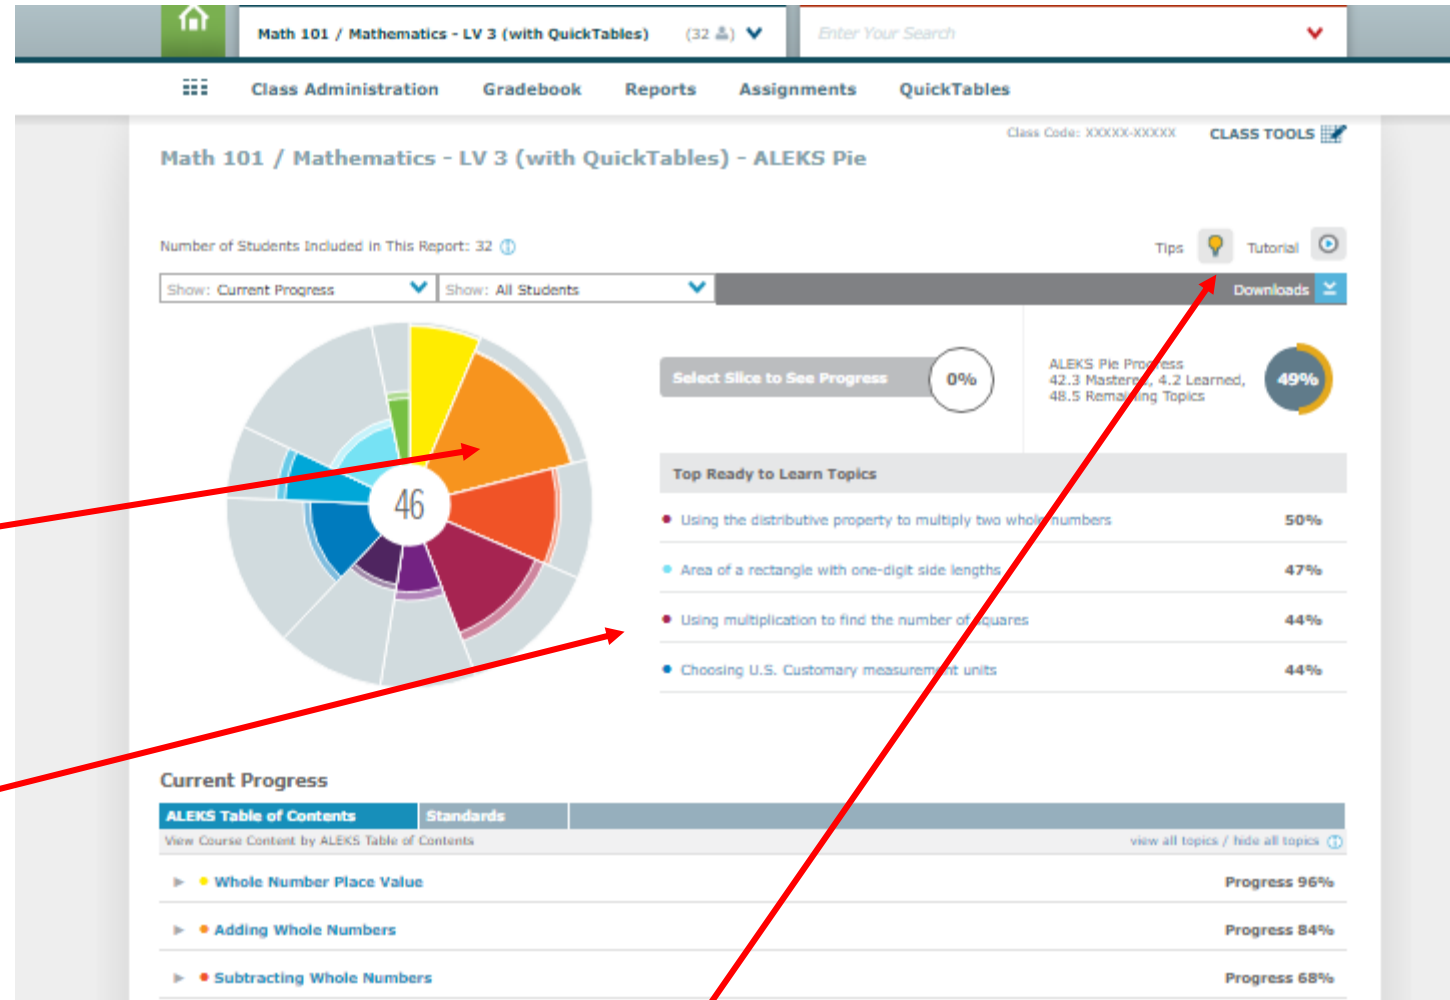 Math 101 / Mathematics - LV 3 (with QuickTables) (32 )
Enter Your Search
Class Administration Gradebook Reports Assignments QuickTables
Class Code: XXXXX-XXXXX CLASS TOOLS
Math 101 / Mathematics - LV 3 (with QuickTables) - ALEKS Pie
Number of Students Included in This Report: 32
Tips Tutorial
Show: Current Progress Show: All Students Downloads
Select Slice to See Progress 0%
ALEKS Pie Progress
42.3 Mastered, 4.2 Learned,
48.5 Remaining Topics
49%
46
Top Ready to Learn Topics
Using the distributive property to multiply two whole numbers 50%
Area of a rectangle with one-digit side lengths 47%
Using multiplication to find the number of squares 44%
Choosing U.S. Customary measurement units 44%
Current Progress
ALEKS Table of Contents Standards
View Course Content by ALEKS Table of Contents view all topics / hide all topics
Whole Number Place Value Progress 96%
Adding Whole Numbers Progress 84%
Subtracting Whole Numbers Progress 68%